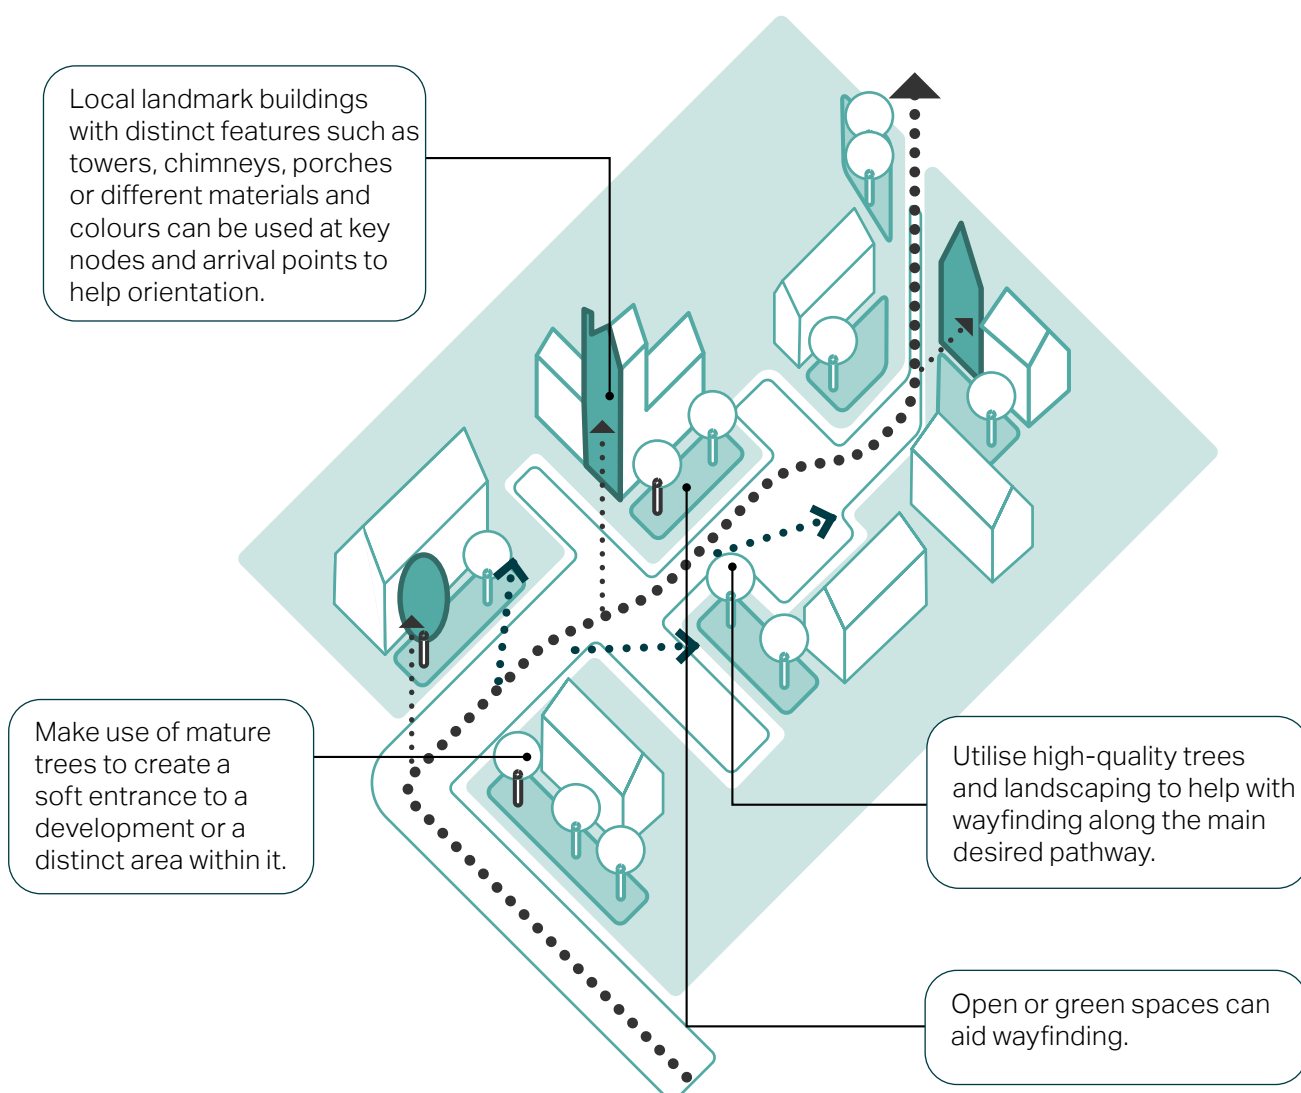 Local landmark buildings
with distinct features such as
towers, chimneys, porches
or different materials and
colours can be used at key
nodes and arrival points to
help orientation.
Make use of mature
trees to create a
soft entrance to a
development or a
distinct area within it.
Utilise high-quality trees
and landscaping to help with
wayfinding along the main
desired pathway.
Open or green spaces can
aid wayfinding.